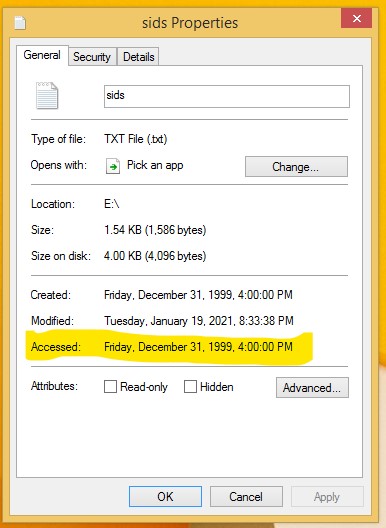 sids Properties
General Security Details
sids
Type of file: TXT File (.txt)
Opens with: Pick an app Change...
Location: E:\
Size: 1.54 KB (1,586 bytes)
Size on disk: 4.00 KB (4,096 bytes)
Created: Friday, December 31, 1999, 4:00:00 PM
Modified: Tuesday, January 19, 2021, 8:33:38 PM
Accessed: Friday, December 31, 1999, 4:00:00 PM
Attributes: Read-only Hidden Advanced...
OK Cancel Apply